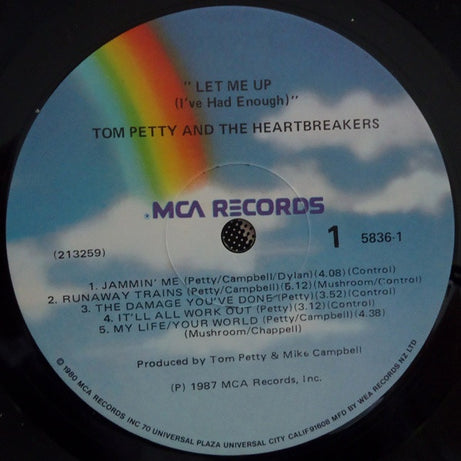 " LET ME UP
(I've Had Enough)"
TOM PETTY AND THE HEARTBREAKERS
MCA RECORDS
1 5836-1
(213259)
1. JAMMIN' ME (Petty/Campbell/Dylan)(4.08)(Control)
2. RUNAWAY TRAINS (Petty/Campbell)(5.12)(Mushroom/Control)
3. THE DAMAGE YOU'VE DONE (Petty)(3.52)(Control)
4. IT'LL ALL WORK OUT (Petty)(3.12)(Control)
5. MY LIFE/YOUR WORLD (Petty/Campbell)(4.38)
(Mushroom/Chappell)
Produced by Tom Petty & Mike Campbell
(P) 1987 MCA Records, Inc.
© 1980 MCA RECORDS INC 70 UNIVERSAL PLAZA UNIVERSAL CITY CALIF 91608 MFD BY WEA RECORDS NZ LTD